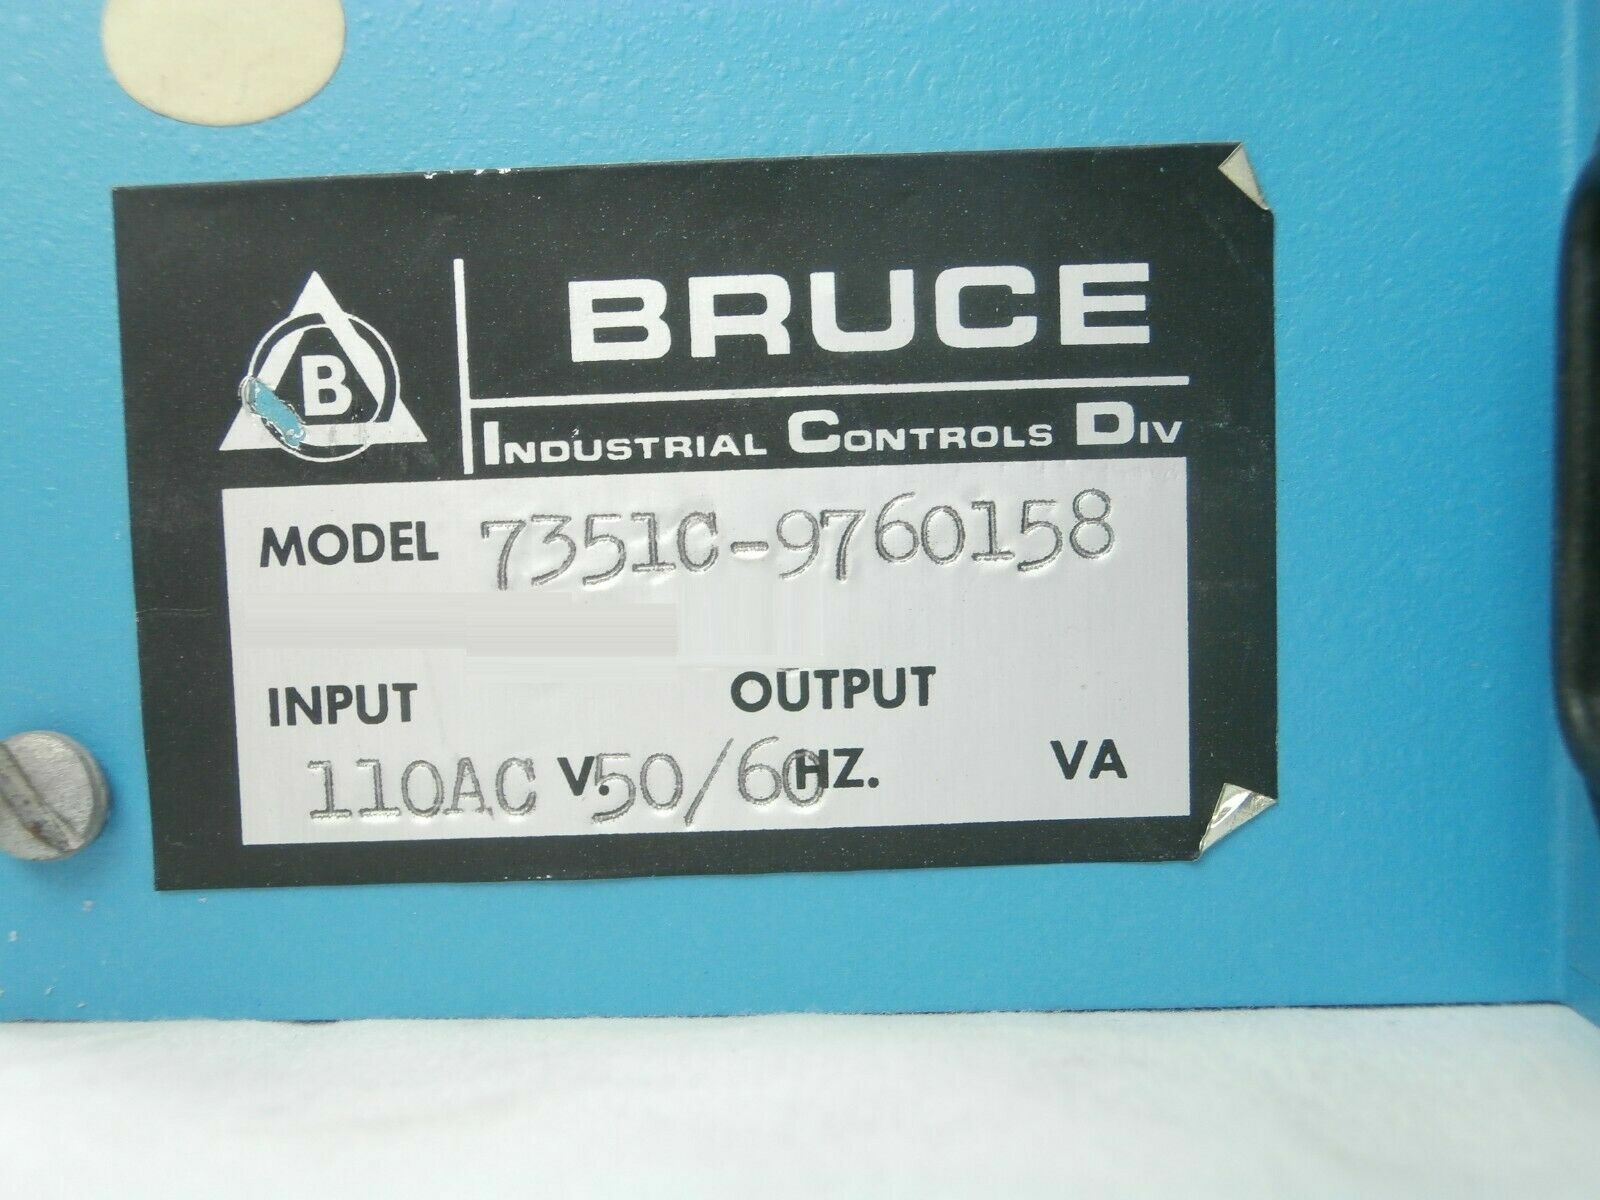 B
BRUCE
INDUSTRIAL CONTROLS DIV
MODEL 7351C-9760158
INPUT OUTPUT
110AC V. 50/60 HZ. VA